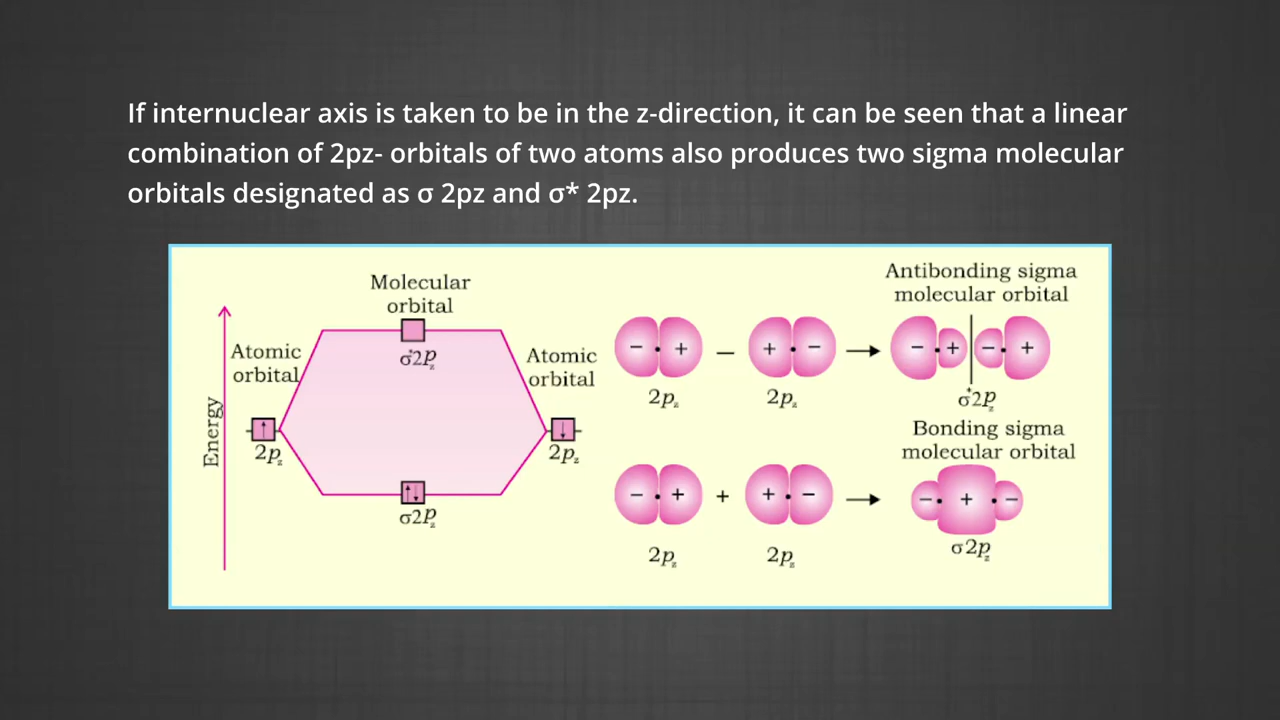 If internuclear axis is taken to be in the z-direction, it can be seen that a linear
combination of 2pz- orbitals of two atoms also produces two sigma molecular
orbitals designated as σ 2pz and σ* 2pz.
Molecular
orbital
σ*2pz
Atomic
orbital
Atomic
orbital
Energy
↑
2pz
↓
2pz
↑↓
σ2pz
Antibonding sigma
molecular orbital
− + − + − → − + − +
2pz 2pz σ*2pz
Bonding sigma
molecular orbital
− + + + − → − + −
2pz 2pz σ2pz